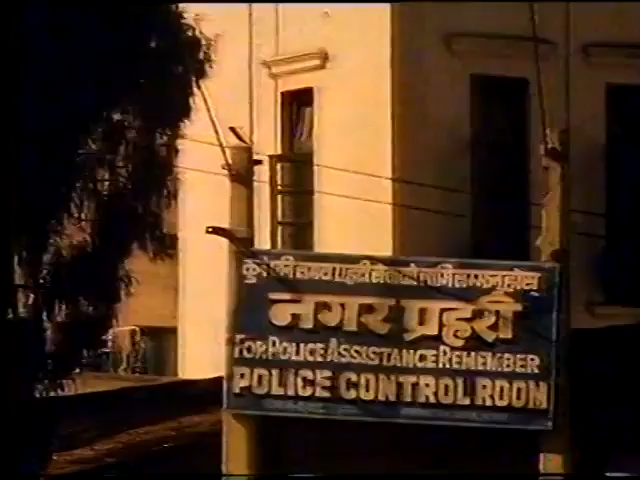 नगर प्रहरी
FOR POLICE ASSISTANCE REMEMBER
POLICE CONTROL ROOM